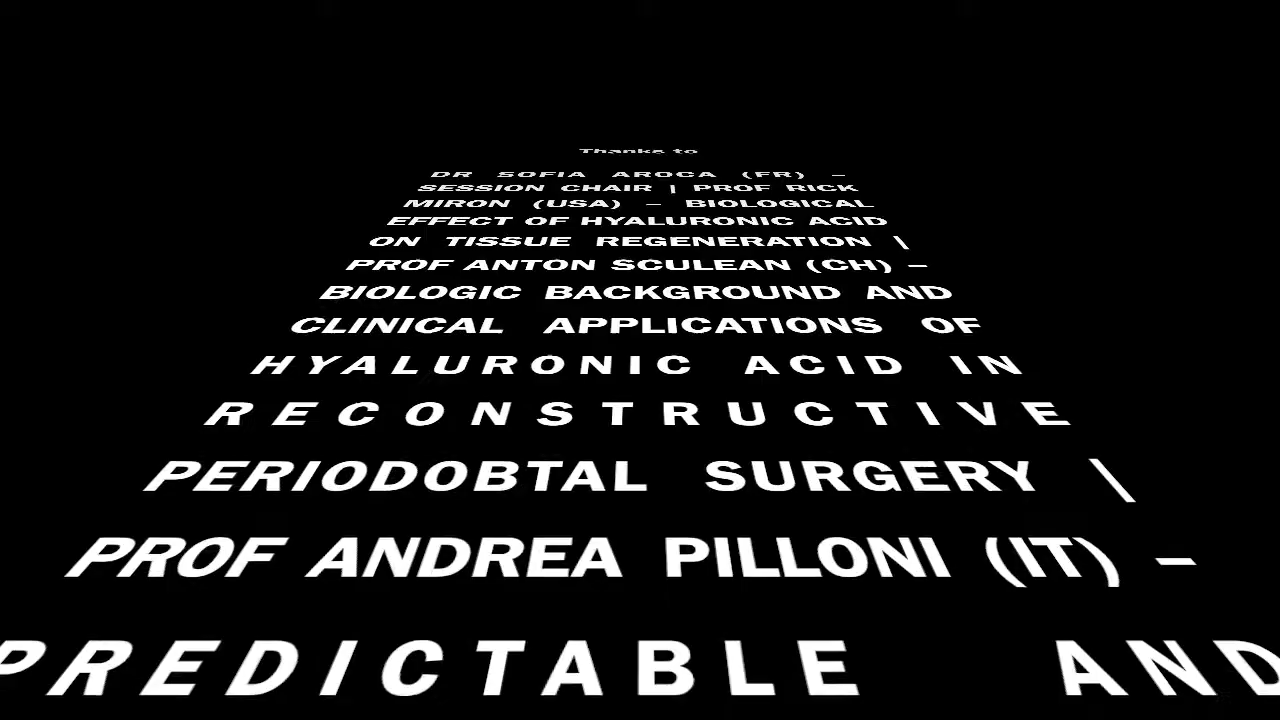 Thanks to
DR SOFIA AROCA (FR) –
SESSION CHAIR | PROF RICK
MIRON (USA) – BIOLOGICAL
EFFECT OF HYALURONIC ACID
ON TISSUE REGENERATION |
PROF ANTON SCULEAN (CH) –
BIOLOGIC BACKGROUND AND
CLINICAL APPLICATIONS OF
HYALURONIC ACID IN
RECONSTRUCTIVE
PERIODOBTAL SURGERY |
PROF ANDREA PILLONI (IT) –
PREDICTABLE AND